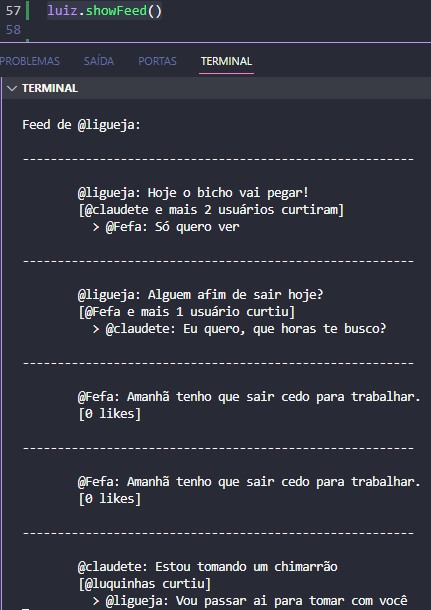 57 luiz.showFeed()
58
PROBLEMAS SAÍDA PORTAS TERMINAL
TERMINAL
Feed de @ligueja:
--------------------------------------------------------
@ligueja: Hoje o bicho vai pegar!
[@claudete e mais 2 usuários curtiram]
> @Fefa: Só quero ver
--------------------------------------------------------
@ligueja: Alguem afim de sair hoje?
[@Fefa e mais 1 usuário curtiu]
> @claudete: Eu quero, que horas te busco?
--------------------------------------------------------
@Fefa: Amanhã tenho que sair cedo para trabalhar.
[0 likes]
--------------------------------------------------------
@Fefa: Amanhã tenho que sair cedo para trabalhar.
[0 likes]
--------------------------------------------------------
@claudete: Estou tomando um chimarrão
[@luquinhas curtiu]
> @ligueja: Vou passar ai para tomar com você